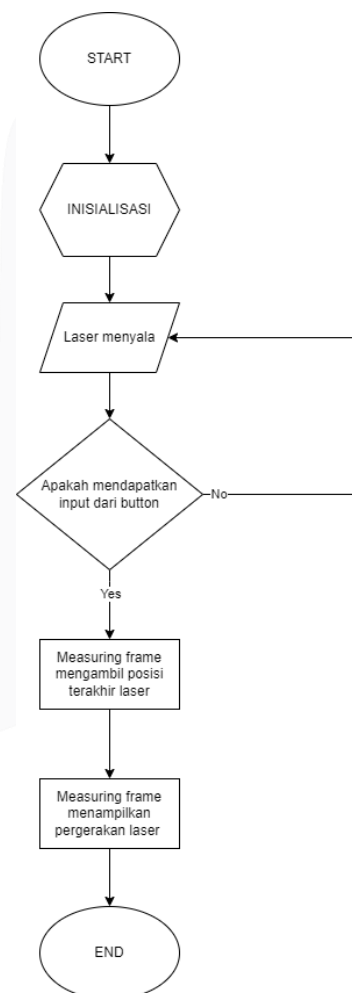 START
INISIALISASI
Laser menyala
Apakah mendapatkan
input dari button
No
Yes
Measuring frame
mengambil posisi
terakhir laser
Measuring frame
menampilkan
pergerakan laser
END